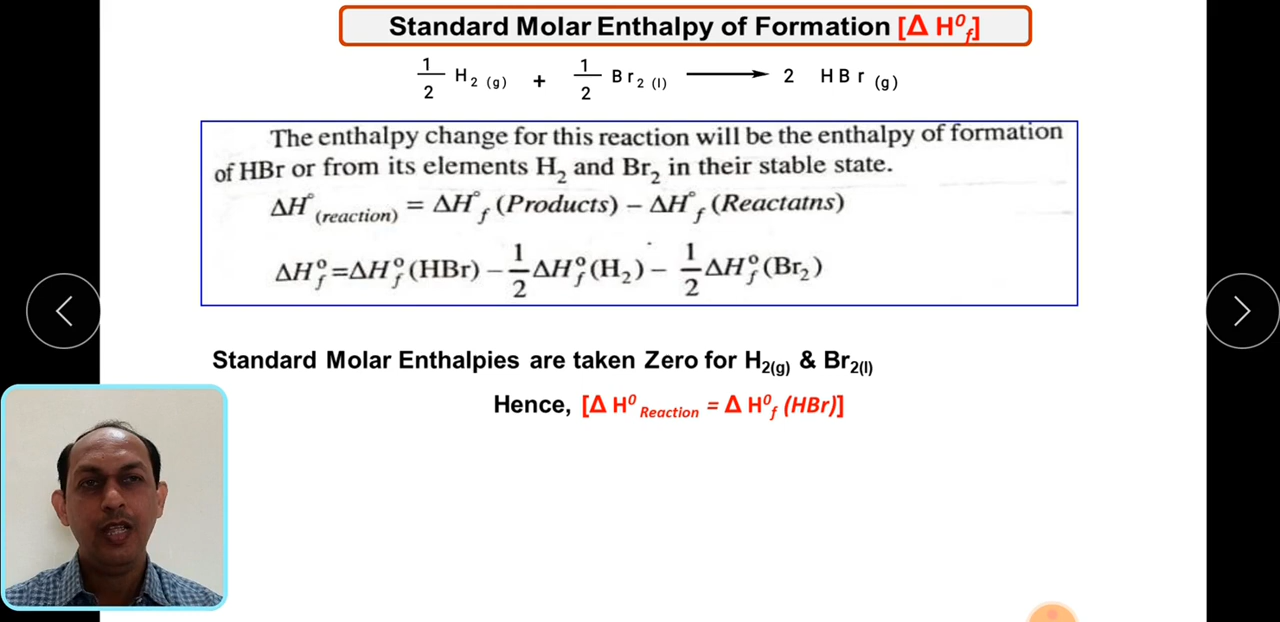 Standard Molar Enthalpy of Formation [Δ H⁰f]
1/2 H₂ (g) + 1/2 Br₂ (l) ⟶ 2 HBr (g)
The enthalpy change for this reaction will be the enthalpy of formation
of HBr or from its elements H₂ and Br₂ in their stable state.
ΔH°(reaction) = ΔH°f (Products) – ΔH°f (Reactatns)
ΔH°f=ΔH°f(HBr) – 1/2 ΔH°f(H₂) – 1/2 ΔH°f(Br₂)
Standard Molar Enthalpies are taken Zero for H₂(g) & Br₂(l)
Hence, [Δ H⁰ Reaction = Δ H⁰f (HBr)]